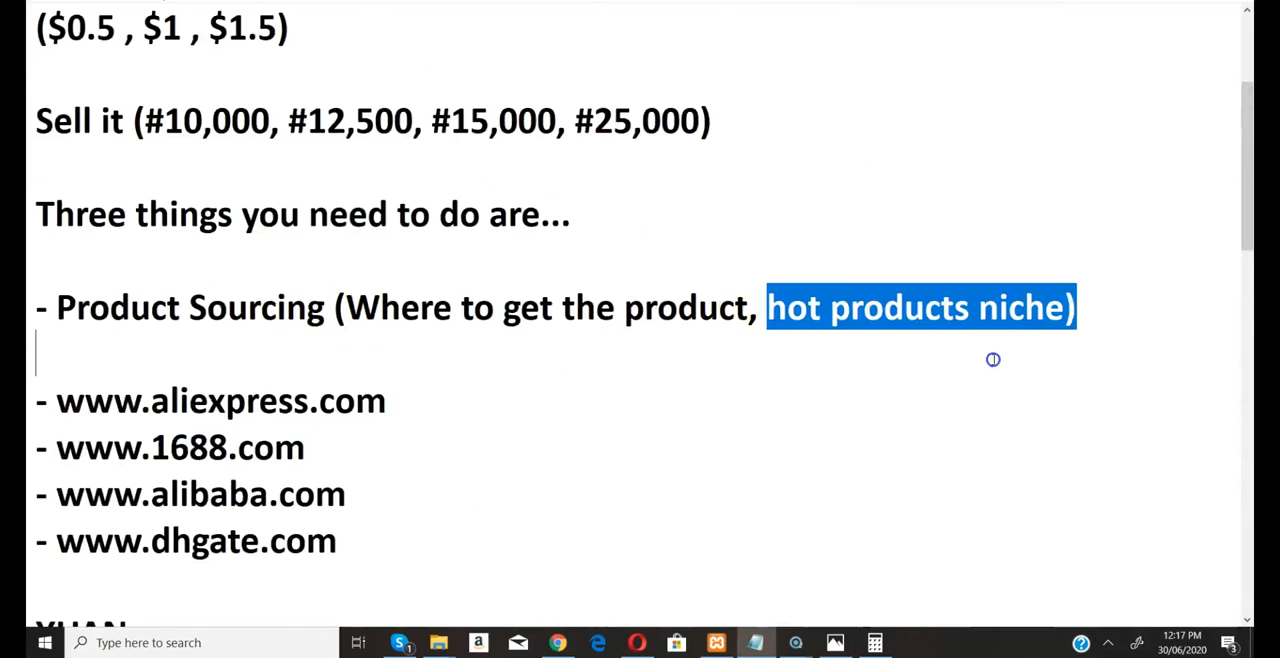 ($0.5 , $1 , $1.5)
Sell it (#10,000, #12,500, #15,000, #25,000)
Three things you need to do are...
- Product Sourcing (Where to get the product, hot products niche)
- www.aliexpress.com
- www.1688.com
- www.alibaba.com
- www.dhgate.com
YUAN
Type here to search
12:17 PM
30/06/2020